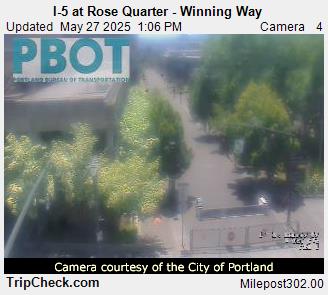 I-5 at Rose Quarter - Winning Way
Updated May 27 2025 1:06 PM Camera 4
PBOT
PORTLAND BUREAU OF TRANSPORTATION
Camera courtesy of the City of Portland
TripCheck.com Milepost302.00